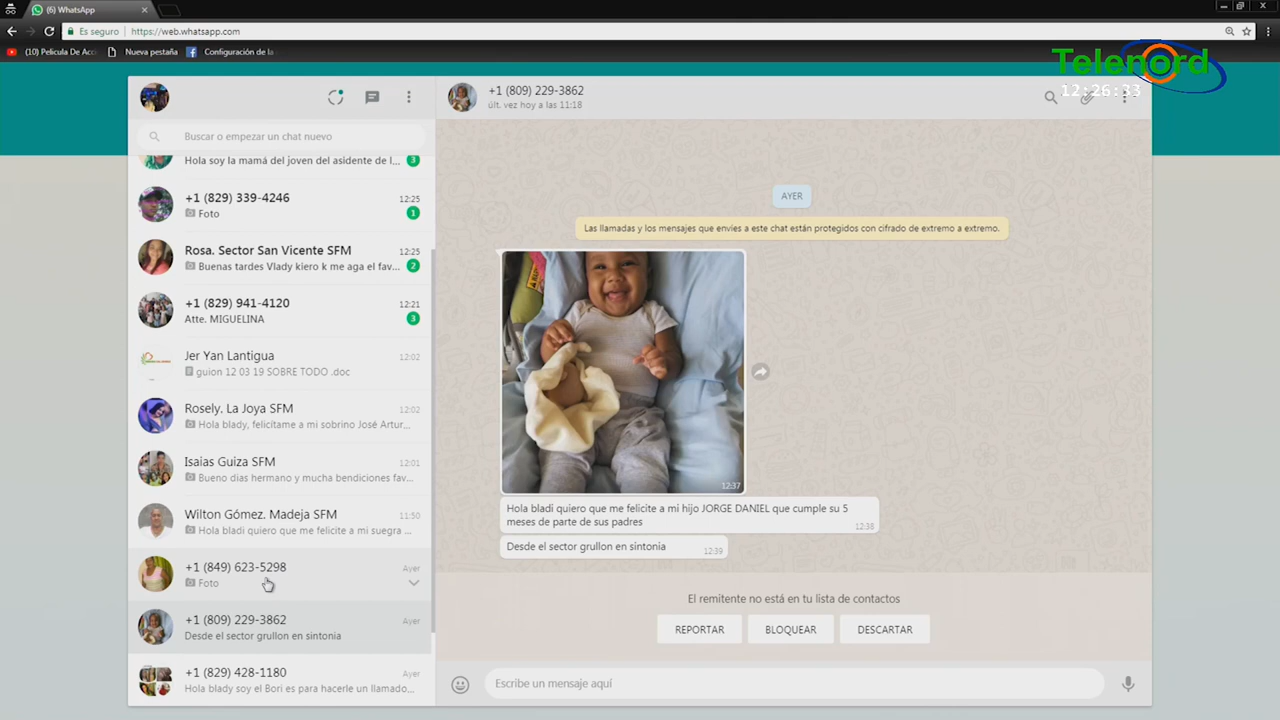 (6) WhatsApp
Es seguro
https://web.whatsapp.com
(10) Pelicula De Acc
Nueva pestaña
Configuración de la
Telenord
12:26:33
Buscar o empezar un chat nuevo
Hola soy la mamá del joven del asidente de l... 3
+1 (829) 339-4246 12:25
Foto 1
Rosa. Sector San Vicente SFM 12:25
Buenas tardes Vlady kiero k me aga el fav... 2
+1 (829) 941-4120 12:21
Atte. MIGUELINA 3
Jer Yan Lantigua 12:02
guion 12 03 19 SOBRE TODO .doc
Rosely. La Joya SFM 12:02
Hola blady, felicítame a mi sobrino José Artur...
Isaias Guiza SFM 12:01
Bueno dias hermano y mucha bendiciones fav...
Wilton Gómez. Madeja SFM 11:50
Hola bladi quiero que me felicite a mi suegra ...
+1 (849) 623-5298 Ayer
Foto
+1 (809) 229-3862 Ayer
Desde el sector grullon en sintonia
+1 (829) 428-1180 Ayer
Hola blady soy el Bori es para hacerle un llamado...
+1 (809) 229-3862
últ. vez hoy a las 11:18
AYER
Las llamadas y los mensajes que envíes a este chat están protegidos con cifrado de extremo a extremo.
12:37
Hola bladi quiero que me felicite a mi hijo JORGE DANIEL que cumple su 5
meses de parte de sus padres
12:38
Desde el sector grullon en sintonia 12:39
El remitente no está en tu lista de contactos
REPORTAR BLOQUEAR DESCARTAR
Escribe un mensaje aquí